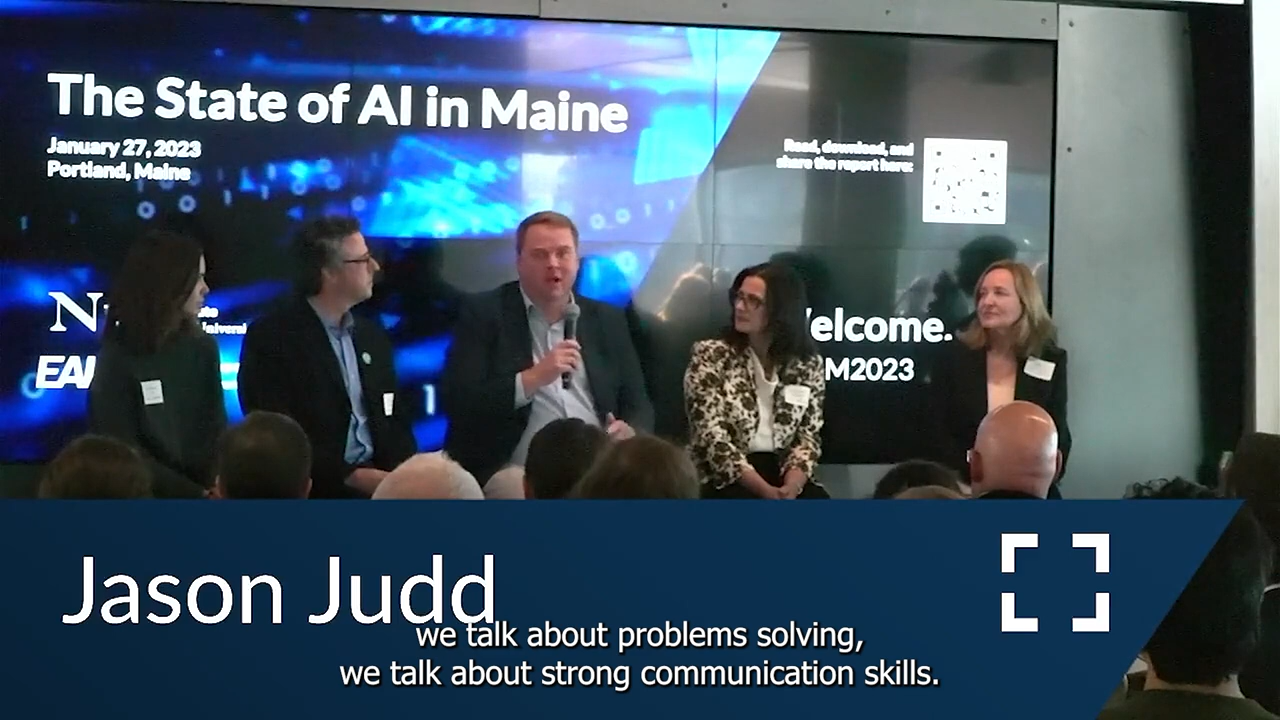 The State of AI in Maine
January 27, 2023
Portland, Maine
Read, download, and
share the report here:
elcome.
M2023
Jason Judd
we talk about problems solving,
we talk about strong communication skills.